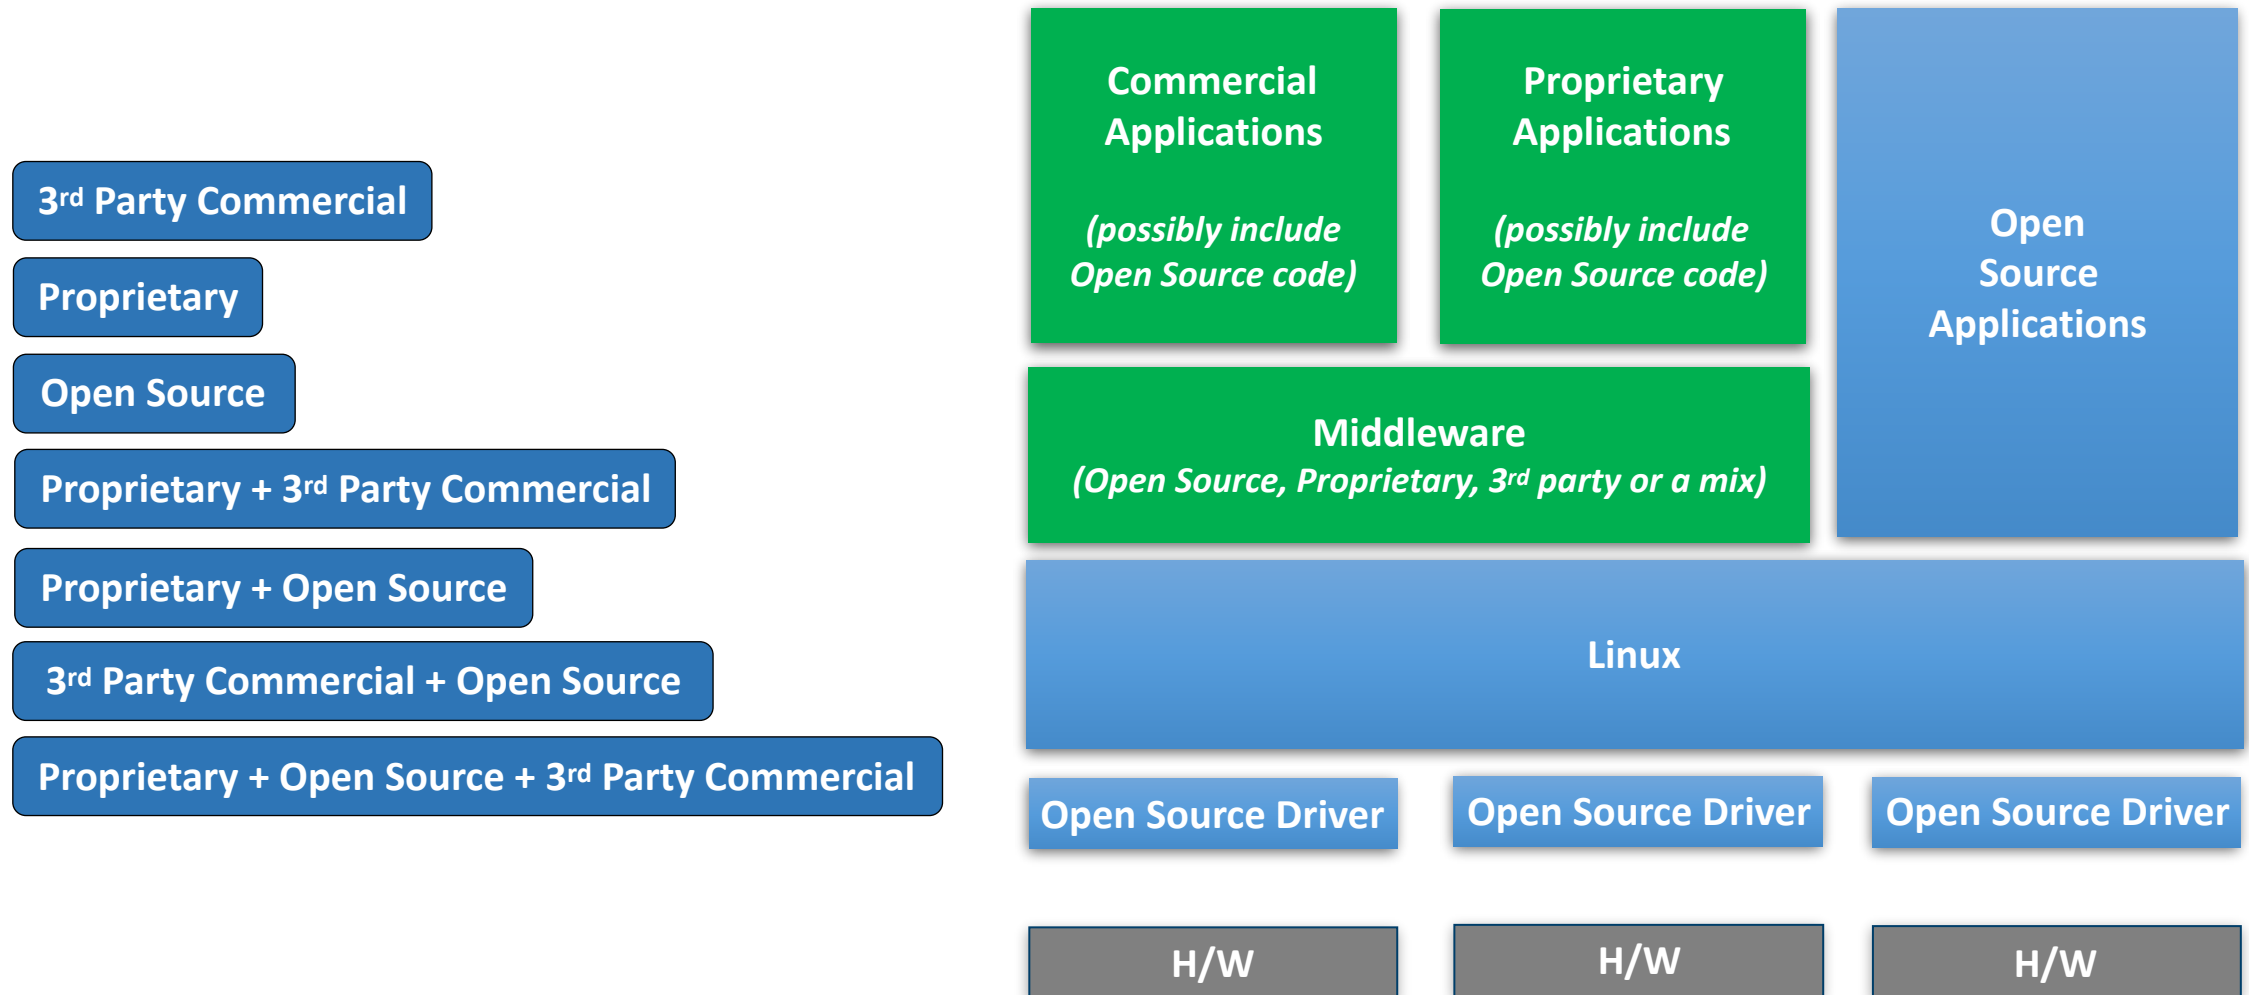 3rd Party Commercial
Proprietary
Open Source
Proprietary + 3rd Party Commercial
Proprietary + Open Source
3rd Party Commercial + Open Source
Proprietary + Open Source + 3rd Party Commercial
Commercial
Applications
(possibly include
Open Source code)
Proprietary
Applications
(possibly include
Open Source code)
Open
Source
Applications
Middleware
(Open Source, Proprietary, 3rd party or a mix)
Linux
Open Source Driver
Open Source Driver
Open Source Driver
H/W
H/W
H/W